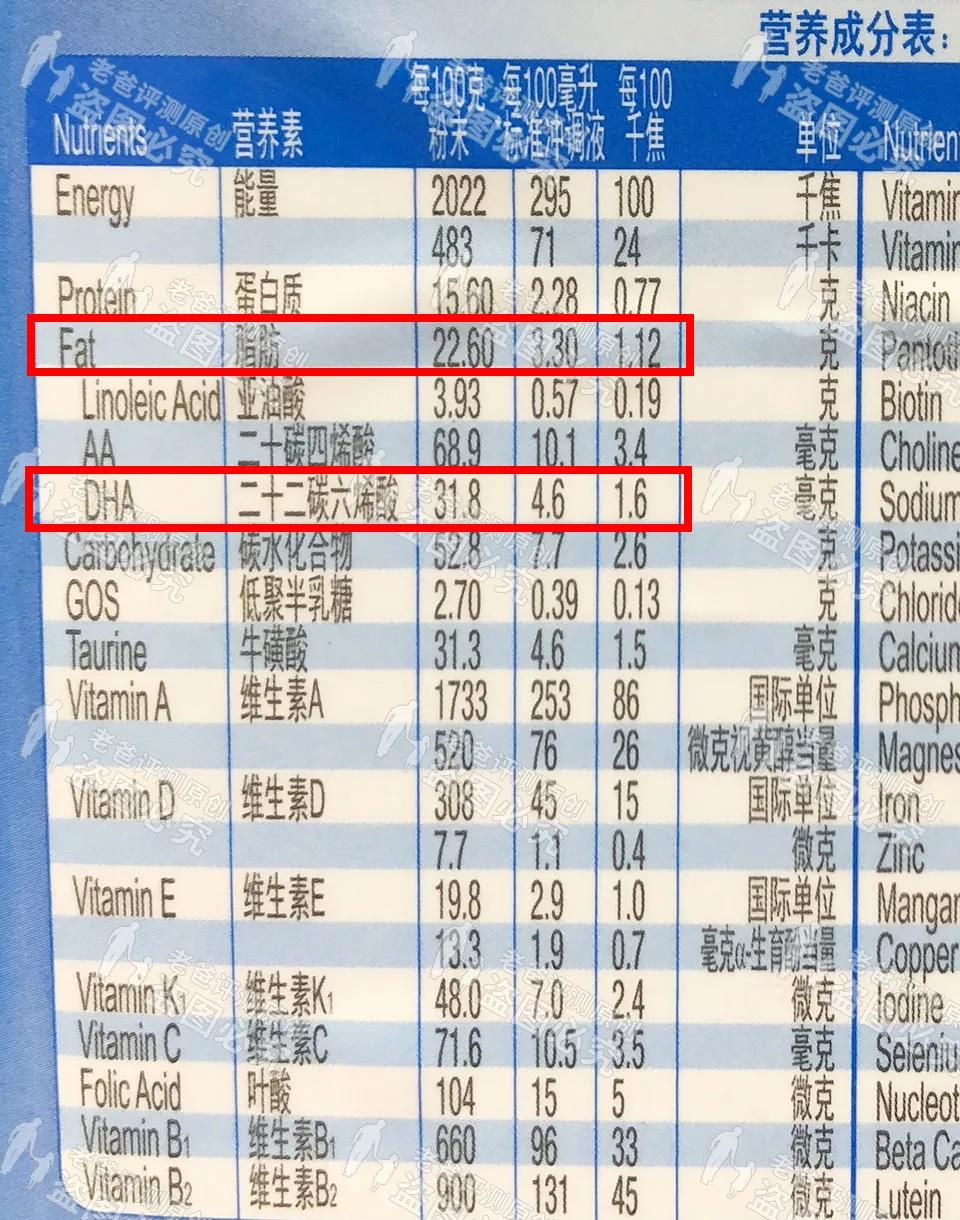 营养成分表：
Nutrients 营养素 每100克粉末 每100毫升*标准冲调液 每100千焦 单位 Nutrien
Energy 能量 2022 295 100 千焦 Vitamin
483 71 24 千卡 Vitamin
Protein 蛋白质 15.60 2.28 0.77 克 Niacin
Fat 脂肪 22.60 3.30 1.12 克 Pantoth
Linoleic Acid 亚油酸 3.93 0.57 0.19 克 Biotin
AA 二十碳四烯酸 68.9 10.1 3.4 毫克 Choline
DHA 二十二碳六烯酸 31.8 4.6 1.6 毫克 Sodium
Carbohydrate 碳水化合物 52.8 7.7 2.6 克 Potassi
GOS 低聚半乳糖 2.70 0.39 0.13 克 Chloride
Taurine 牛磺酸 31.3 4.6 1.5 毫克 Calcium
Vitamin A 维生素A 1733 253 86 国际单位 Phosph
520 76 26 微克视黄醇当量 Magnes
Vitamin D 维生素D 308 45 15 国际单位 Iron
7.7 1.1 0.4 微克 Zinc
Vitamin E 维生素E 19.8 2.9 1.0 国际单位 Mangan
13.3 1.9 0.7 毫克α-生育酚当量 Copper
Vitamin K1 维生素K1 48.0 7.0 2.4 微克 Iodine
Vitamin C 维生素C 71.6 10.5 3.5 毫克 Seleniu
Folic Acid 叶酸 104 15 5 微克 Nucleot
Vitamin B1 维生素B1 660 96 33 微克 Beta Ca
Vitamin B2 维生素B2 900 131 45 微克 Lutein
老爸评测原创
盗图必究